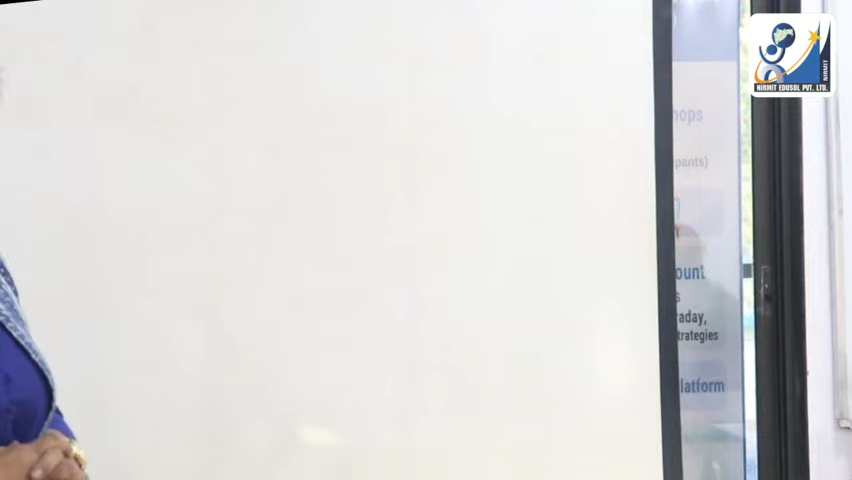 NIRMIT
NIRMIT EDUSOL PVT. LTD.
hops
pants)
ount
s
raday,
trategies
latform